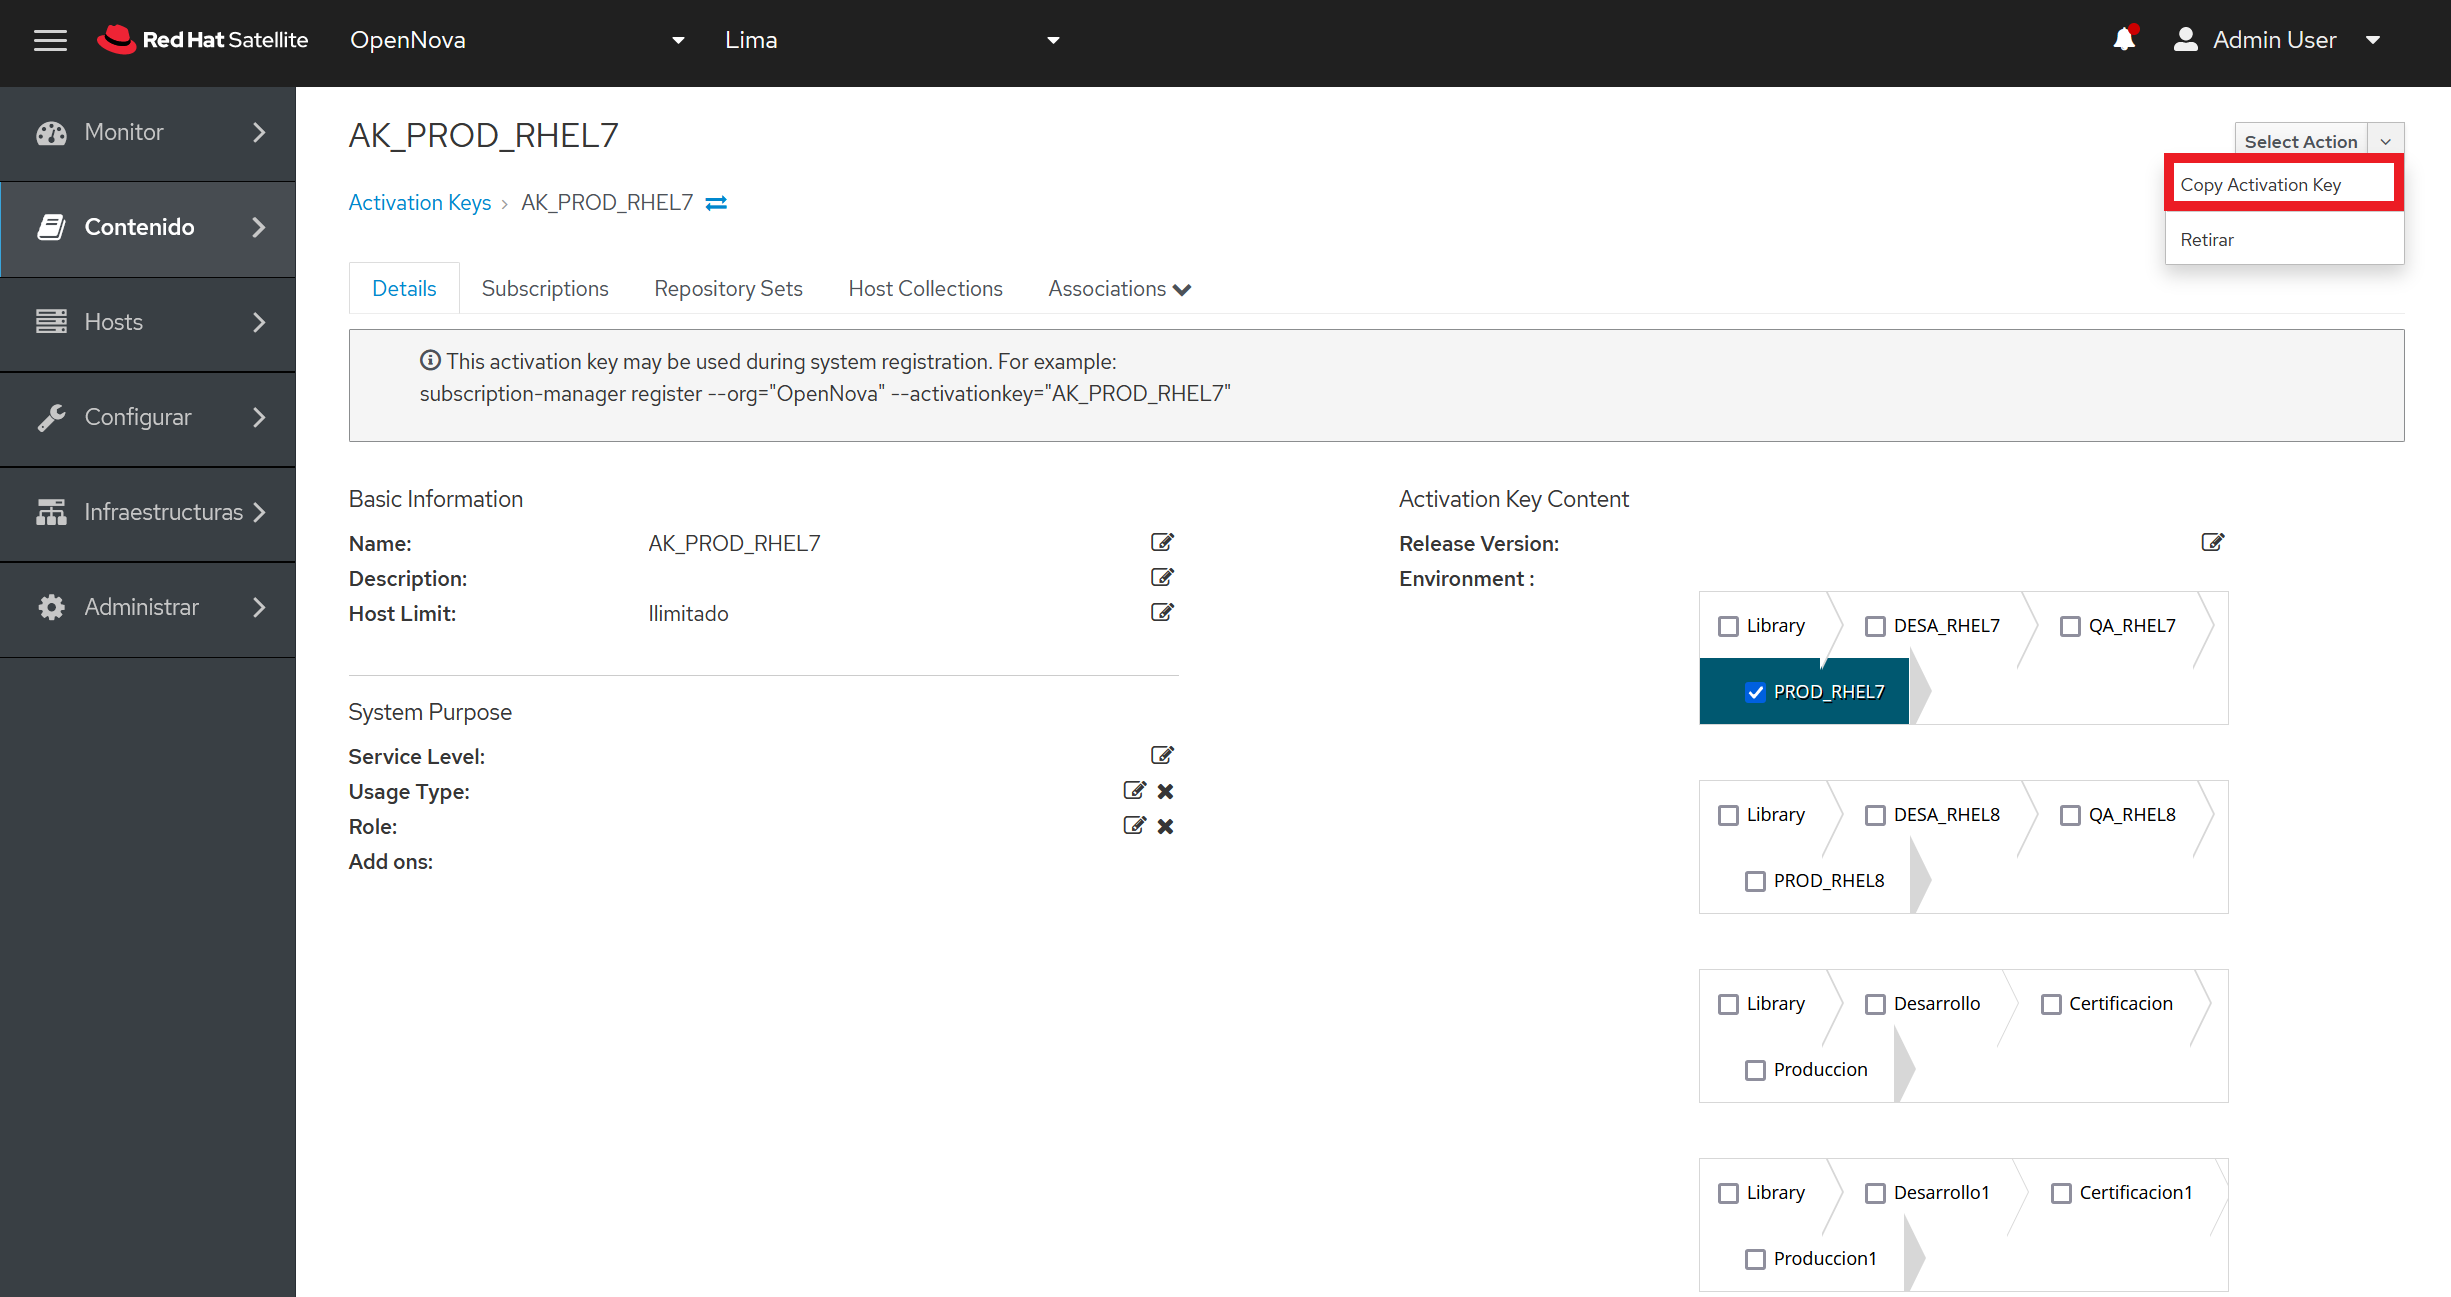 Red Hat Satellite OpenNova Lima Admin User
Monitor
Contenido
Hosts
Configurar
Infraestructuras
Administrar
AK_PROD_RHEL7
Select Action
Copy Activation Key
Retirar
Activation Keys › AK_PROD_RHEL7
Details Subscriptions Repository Sets Host Collections Associations
This activation key may be used during system registration. For example:
subscription-manager register --org="OpenNova" --activationkey="AK_PROD_RHEL7"
Basic Information
Name: AK_PROD_RHEL7
Description:
Host Limit: Ilimitado
System Purpose
Service Level:
Usage Type:
Role:
Add ons:
Activation Key Content
Release Version:
Environment :
Library DESA_RHEL7 QA_RHEL7
PROD_RHEL7
Library DESA_RHEL8 QA_RHEL8
PROD_RHEL8
Library Desarrollo Certificacion
Produccion
Library Desarrollo1 Certificacion1
Produccion1